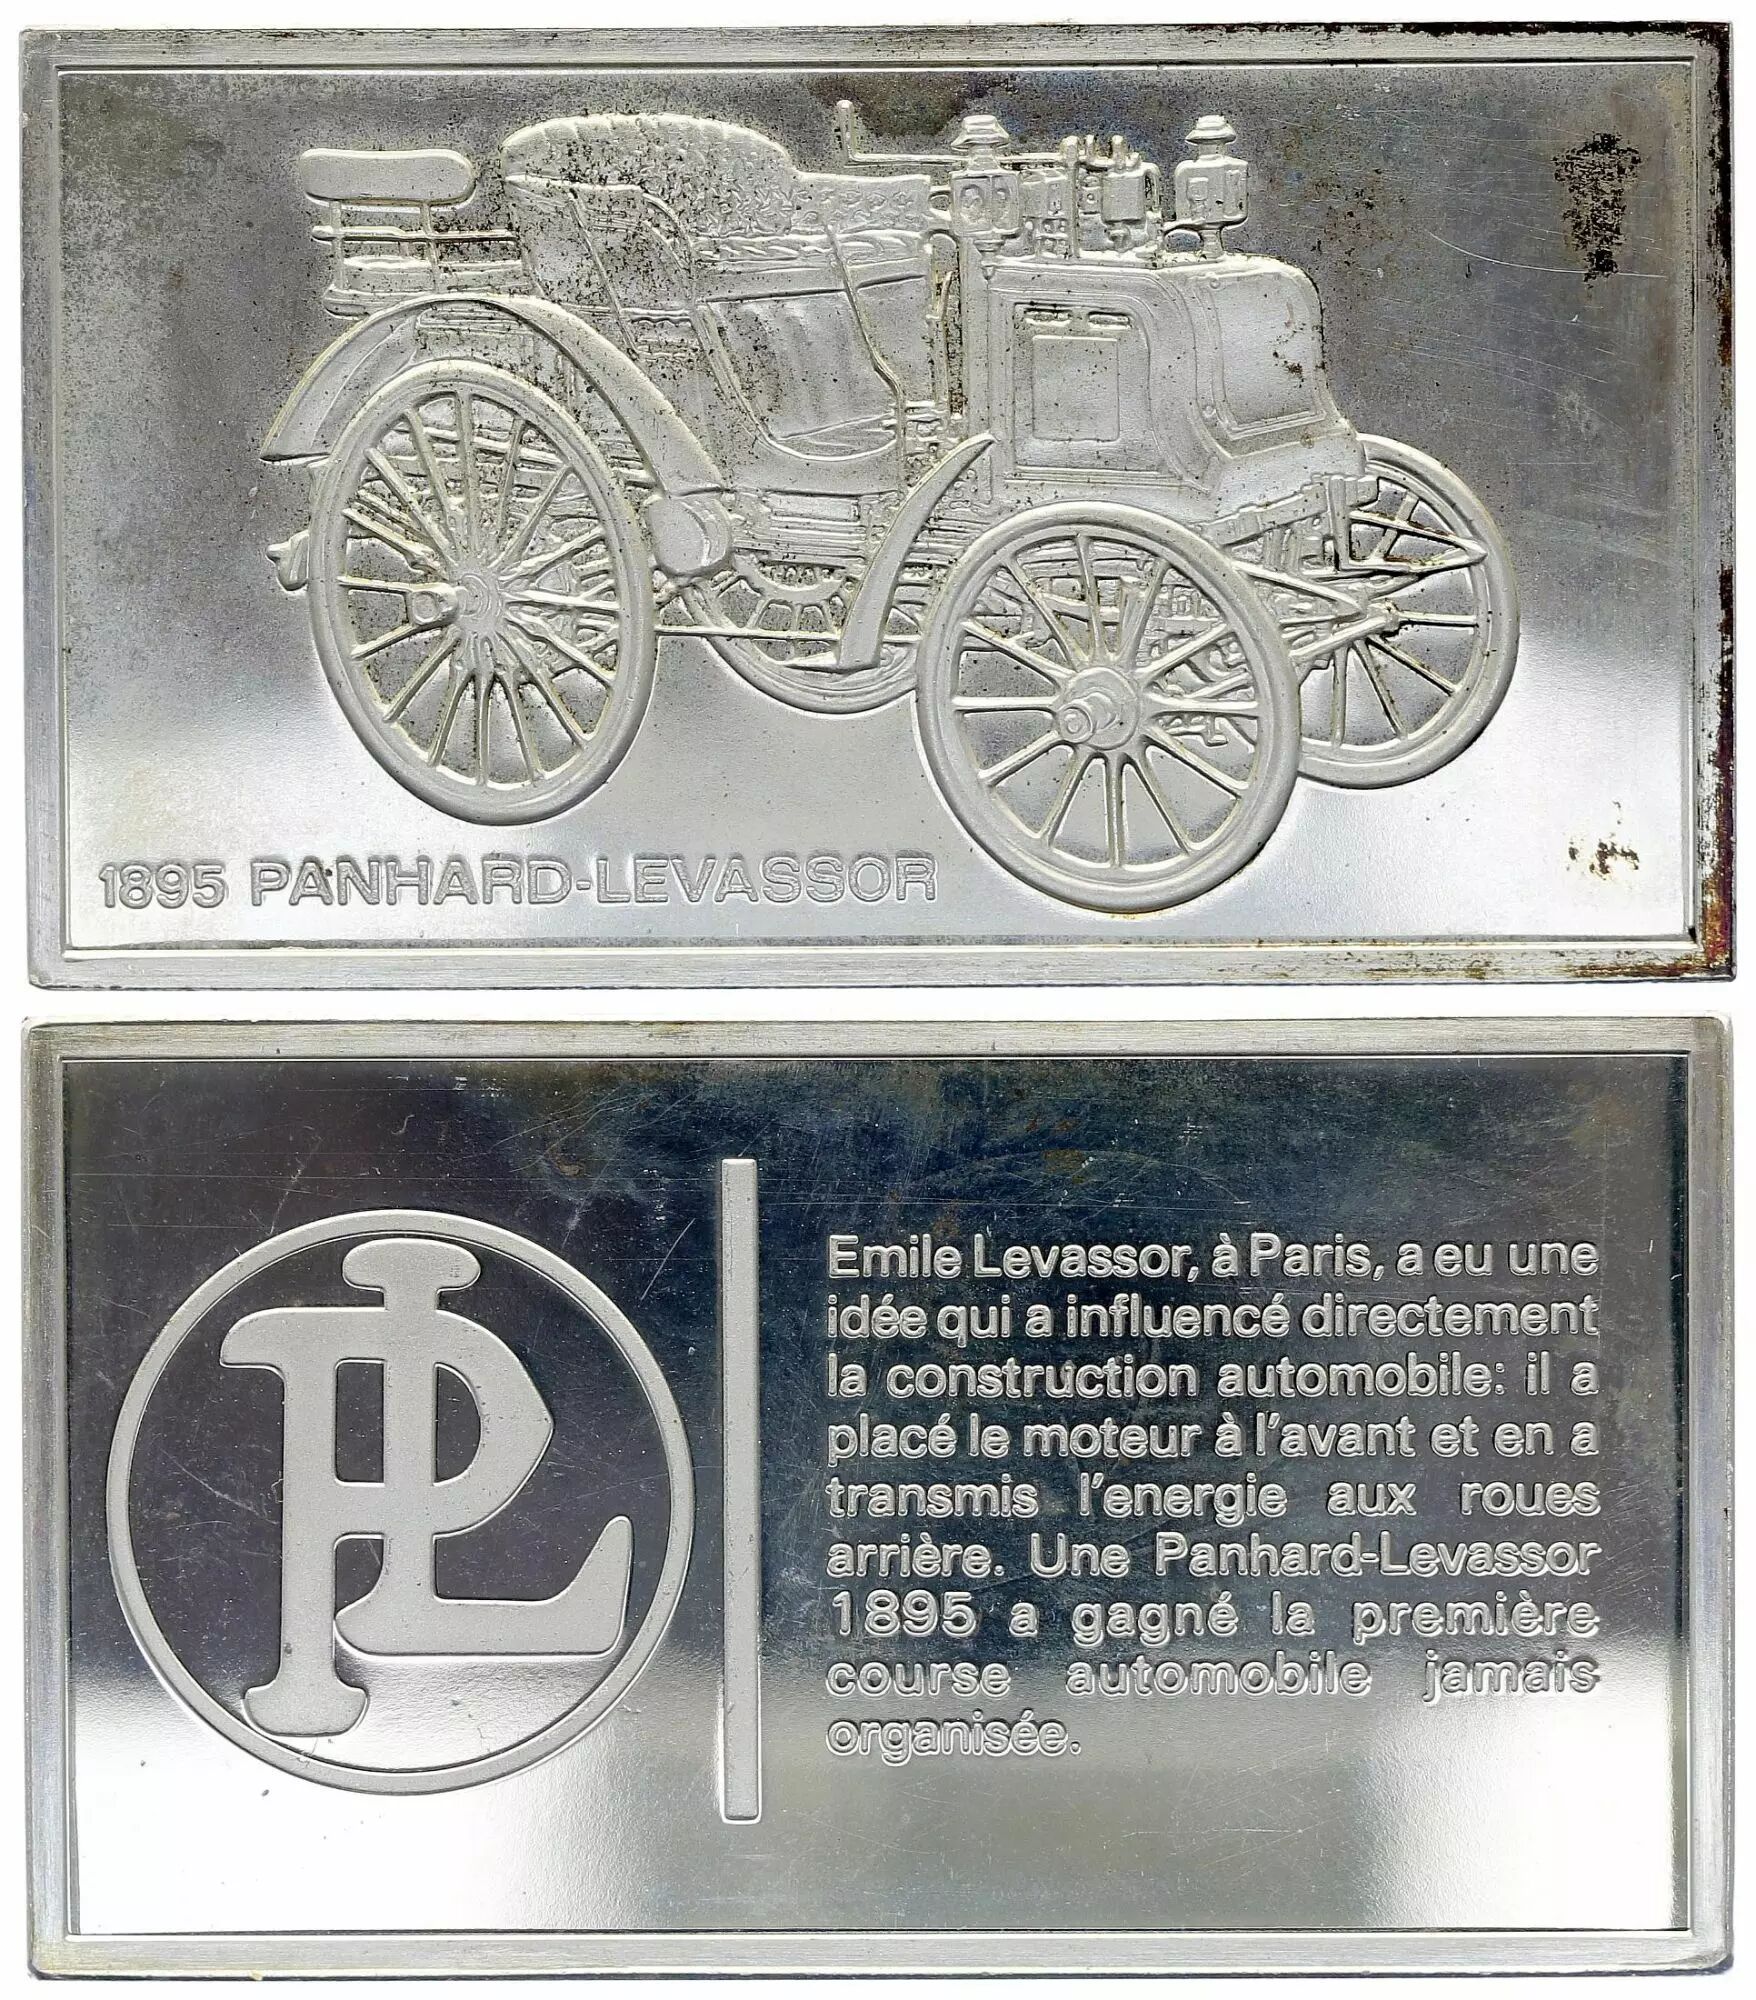 1895 PANHARD-LEVASSOR
PL
Emile Levassor, à Paris, a eu une
idée qui a influencé directement
la construction automobile: il a
placé le moteur à l'avant et en a
transmis l'energie aux roues
arrière. Une Panhard-Levassor
1895 a gagné la première
course automobile jamais
organisée.